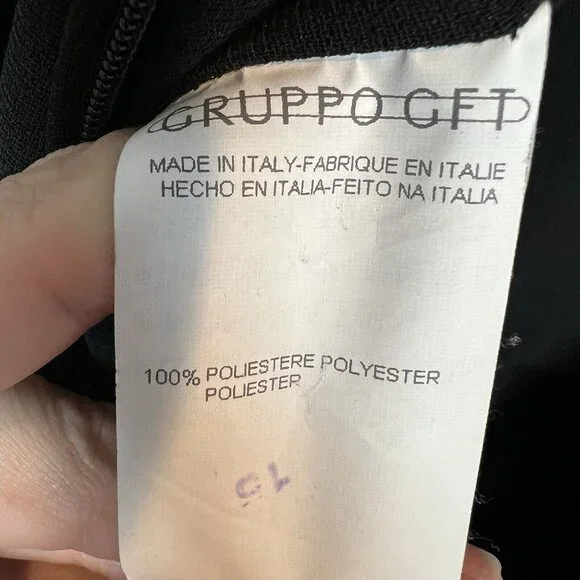 GRUPPO GFT
MADE IN ITALY-FABRIQUE EN ITALIE
HECHO EN ITALIA-FEITO NA ITALIA
100% POLIESTERE POLYESTER
POLIESTER